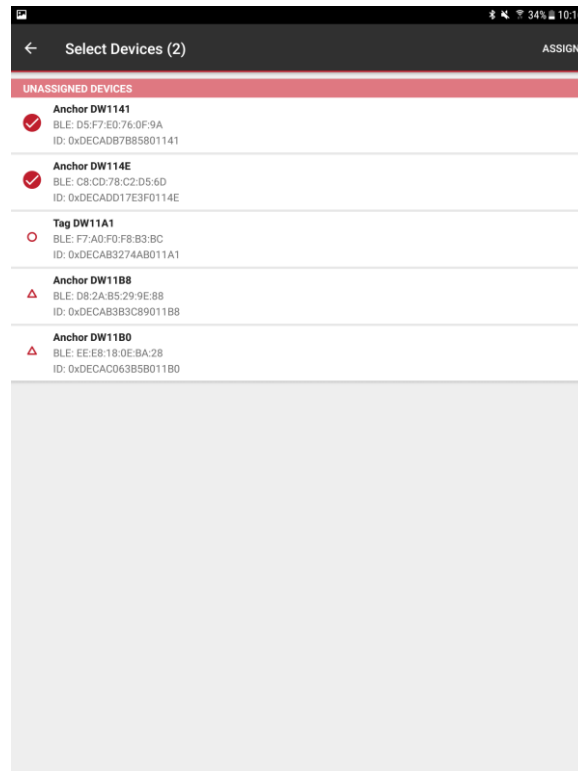 34% 10:1
Select Devices (2)
ASSIGN
UNASSIGNED DEVICES
Anchor DW1141
BLE: D5:F7:E0:76:0F:9A
ID: 0xDECADB7B85801141
Anchor DW114E
BLE: C8:CD:78:C2:D5:6D
ID: 0xDECADD17E3F0114E
Tag DW11A1
BLE: F7:A0:F0:F8:B3:BC
ID: 0xDECAB3274AB011A1
Anchor DW11B8
BLE: D8:2A:B5:29:9E:88
ID: 0xDECAB3B3C89011B8
Anchor DW11B0
BLE: EE:E8:18:0E:BA:28
ID: 0xDECAC063B5B011B0